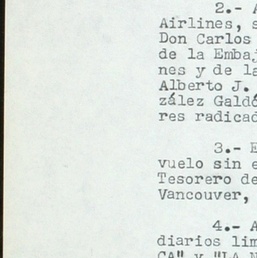 2.- A
Airlines, s
Don Carlos
de la Embaj
nes y de la
Alberto J.
zález Galdó
res radicad
3.- E
vuelo sin e
Tesorero de
Vancouver,
4.- A
diarios lim
CA" y "LA N